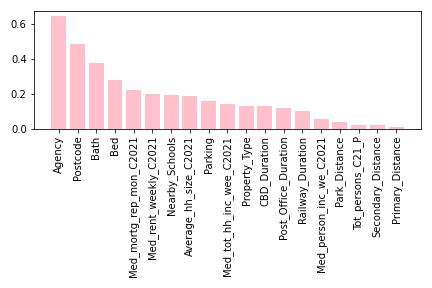 0.6
0.4
0.2
0.0
Agency
Postcode
Bath
Bed
Med_mortg_rep_mon_C2021
Med_rent_weekly_C2021
Nearby_Schools
Average_hh_size_C2021
Parking
Med_tot_hh_inc_wee_C2021
Property_Type
CBD_Duration
Post_Office_Duration
Railway_Duration
Med_person_inc_we_C2021
Park_Distance
Tot_persons_C21_P
Secondary_Distance
Primary_Distance